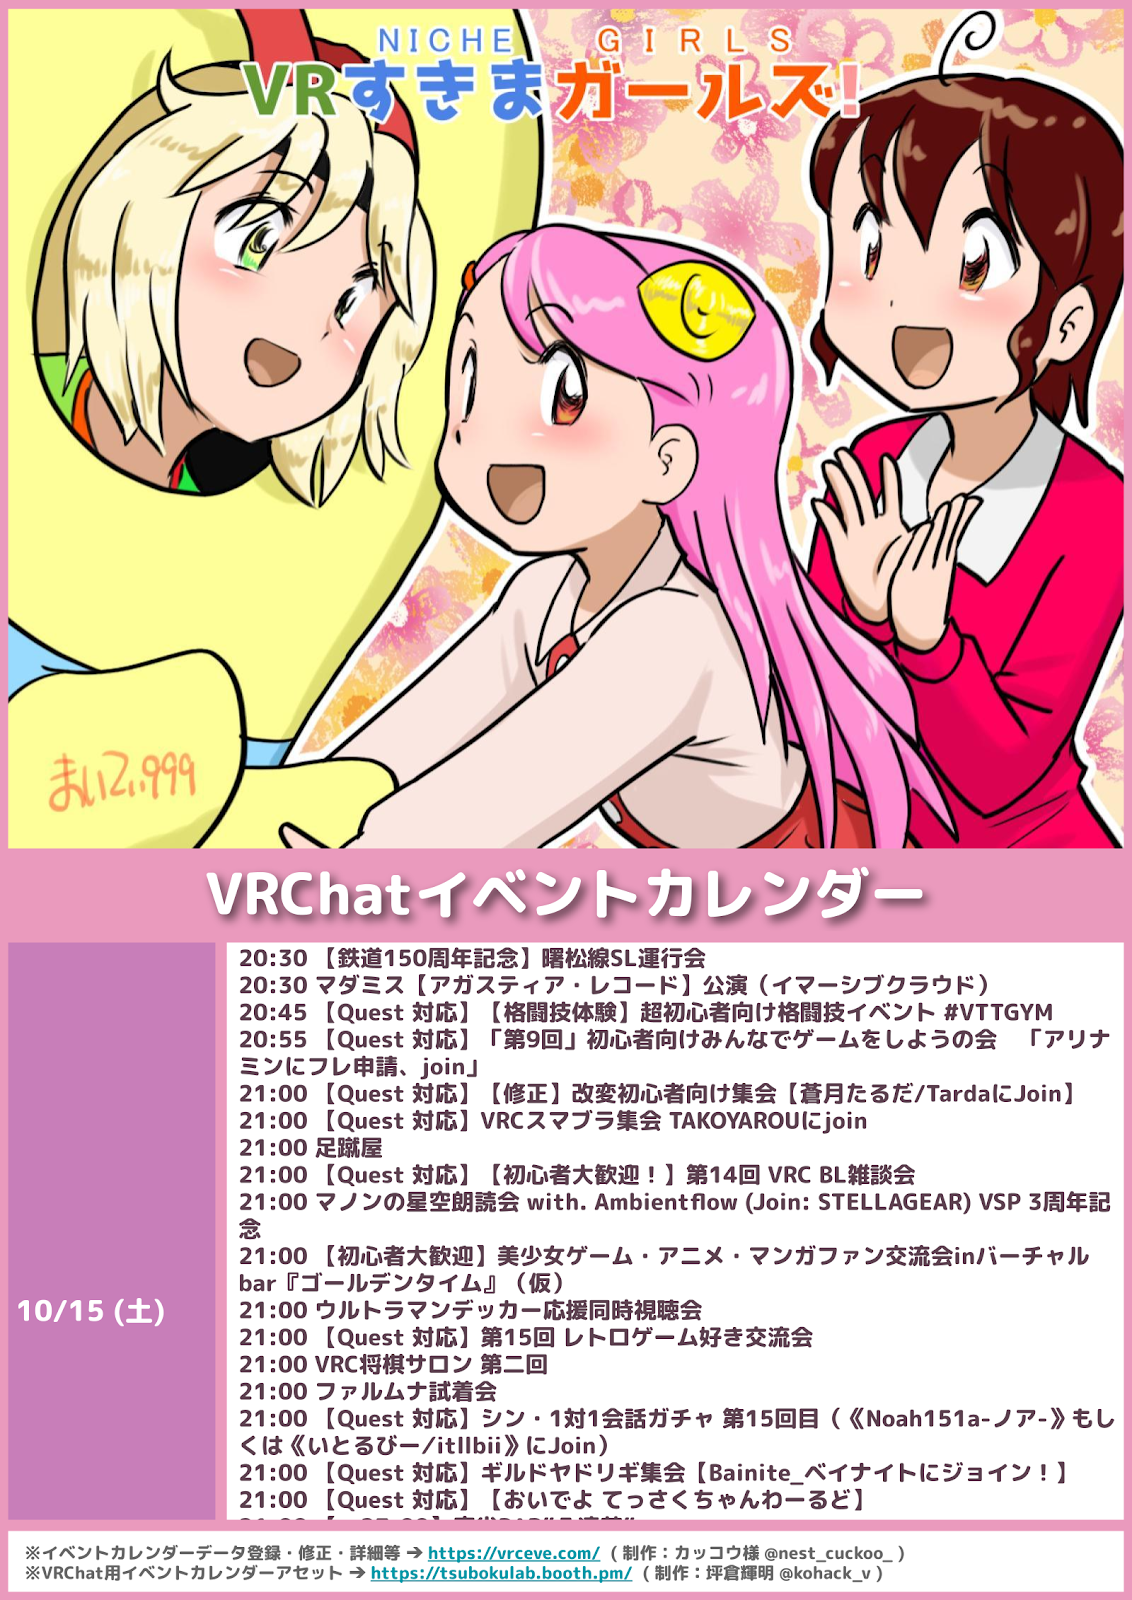 NICHE GIRLS
VRすきまガールズ!
まいてい999
VRChatイベントカレンダー
10/15 (土)
20:30 【鉄道150周年記念】曙松線SL運行会
20:30 マダミス【アガスティア・レコード】公演（イマーシブクラウド）
20:45 【Quest 対応】【格闘技体験】超初心者向け格闘技イベント #VTTGYM
20:55 【Quest 対応】「第9回」初心者向けみんなでゲームをしようの会　「アリナ
ミンにフレ申請、join」
21:00 【Quest 対応】【修正】改変初心者向け集会【蒼月たるだ/TardaにJoin】
21:00 【Quest 対応】VRCスマブラ集会 TAKOYAROUにjoin
21:00 足蹴屋
21:00 【Quest 対応】【初心者大歓迎！】第14回 VRC BL雑談会
21:00 マノンの星空朗読会 with. Ambientflow (Join: STELLAGEAR) VSP 3周年記
念
21:00 【初心者大歓迎】美少女ゲーム・アニメ・マンガファン交流会inバーチャル
bar『ゴールデンタイム』（仮）
21:00 ウルトラマンデッカー応援同時視聴会
21:00 【Quest 対応】第15回 レトロゲーム好き交流会
21:00 VRC将棋サロン 第二回
21:00 ファルムナ試着会
21:00 【Quest 対応】シン・1対1会話ガチャ 第15回目（《Noah151a-ノア-》もし
くは《いとるびー/itllbii》にJoin）
21:00 【Quest 対応】ギルドヤドリギ集会【Bainite_ベイナイトにジョイン！】
21:00 【Quest 対応】【おいでよ てっさくちゃんわーるど】
※イベントカレンダーデータ登録・修正・詳細等 ➔ https://vrceve.com/ （制作：カッコウ様 @nest_cuckoo_ ）
※VRChat用イベントカレンダーアセット ➔ https://tsubokulab.booth.pm/ （制作：坪倉輝明 @kohack_v ）